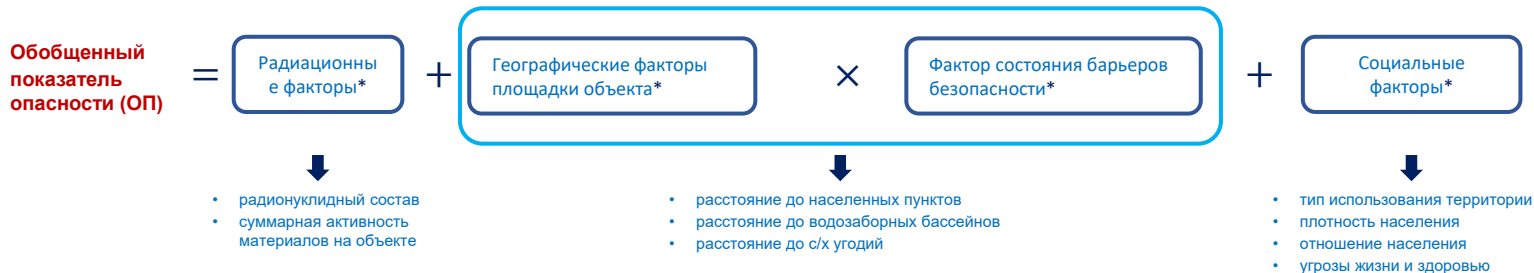 Обобщенный
показатель
опасности (ОП)
=
Радиационны
е факторы*
+
Географические факторы
площадки объекта*
×
Фактор состояния барьеров
безопасности*
+
Социальные
факторы*
• радионуклидный состав
• суммарная активность
материалов на объекте
• расстояние до населенных пунктов
• расстояние до водозаборных бассейнов
• расстояние до с/х угодий
• тип использования территории
• плотность населения
• отношение населения
• угрозы жизни и здоровью